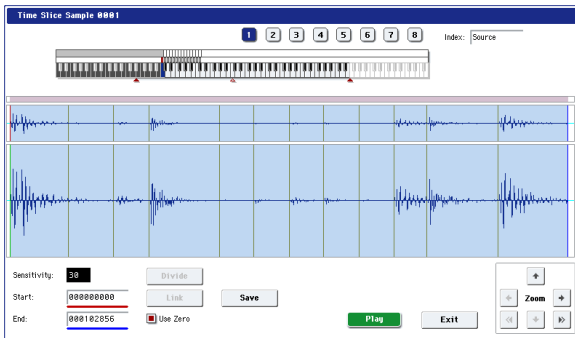 Time Slice Sample 0001
1 2 3 4 5 6 7 8 Index: Source
Sensitivity: 30 Divide
Start: 000000000 Link Save
Zoom
End: 000102856 Use Zero Play Exit